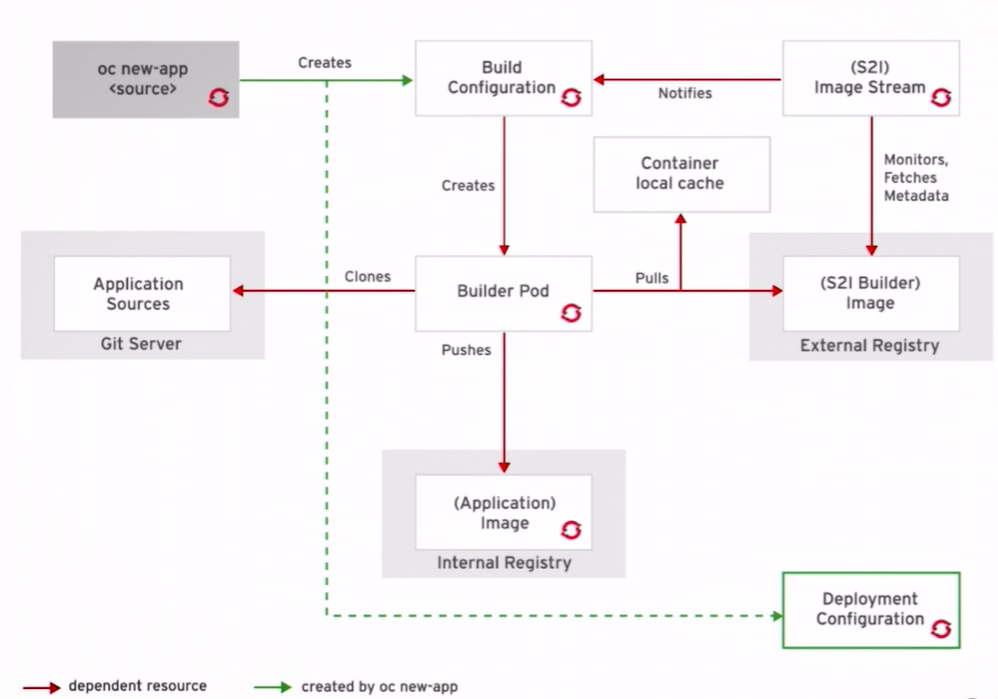 oc new-app
<source>
Creates
Build
Configuration
Notifies
(S2I)
Image Stream
Container
local cache
Monitors,
Fetches
Metadata
Creates
Application
Sources
Git Server
Clones
Builder Pod
Pulls
(S2I Builder)
Image
External Registry
Pushes
(Application)
Image
Internal Registry
Deployment
Configuration
dependent resource
created by oc new-app